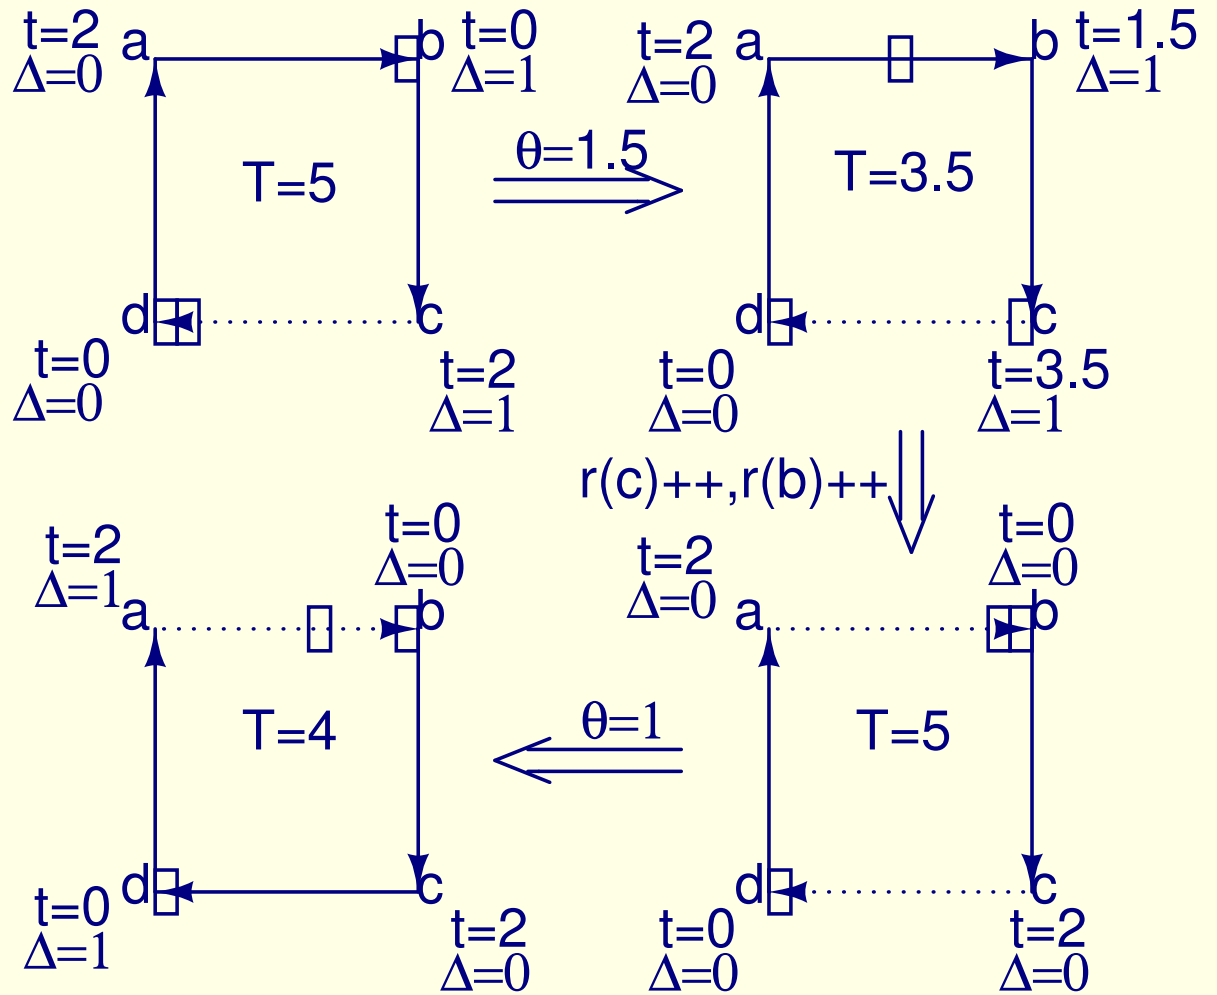 t=2
Δ=0
a
b
t=0
Δ=1
T=5
d
t=0
Δ=0
c
t=2
Δ=1
θ=1.5
t=2
Δ=0
a
b
t=1.5
Δ=1
T=3.5
d
t=0
Δ=0
c
t=3.5
Δ=1
r(c)++,r(b)++
t=2
Δ=0
a
t=0
Δ=0
b
T=5
d
t=0
Δ=0
c
t=2
Δ=0
θ=1
t=2
Δ=1
a
t=0
Δ=0
b
T=4
d
t=0
Δ=1
c
t=2
Δ=0